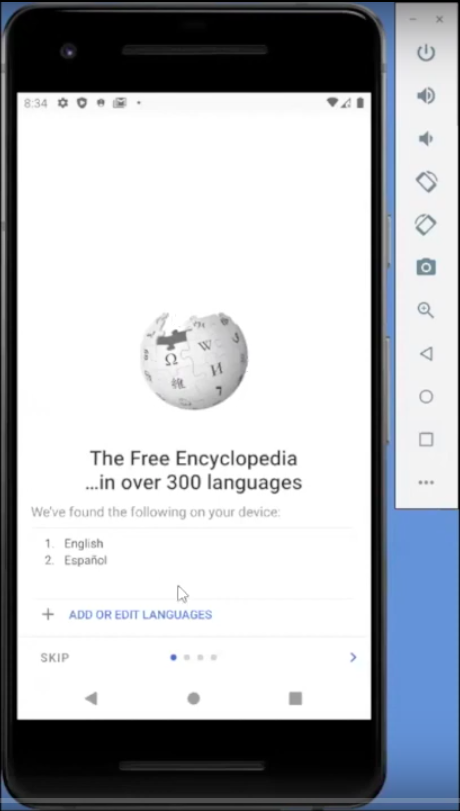 8:34
The Free Encyclopedia
...in over 300 languages
We've found the following on your device:
1. English
2. Español
ADD OR EDIT LANGUAGES
SKIP